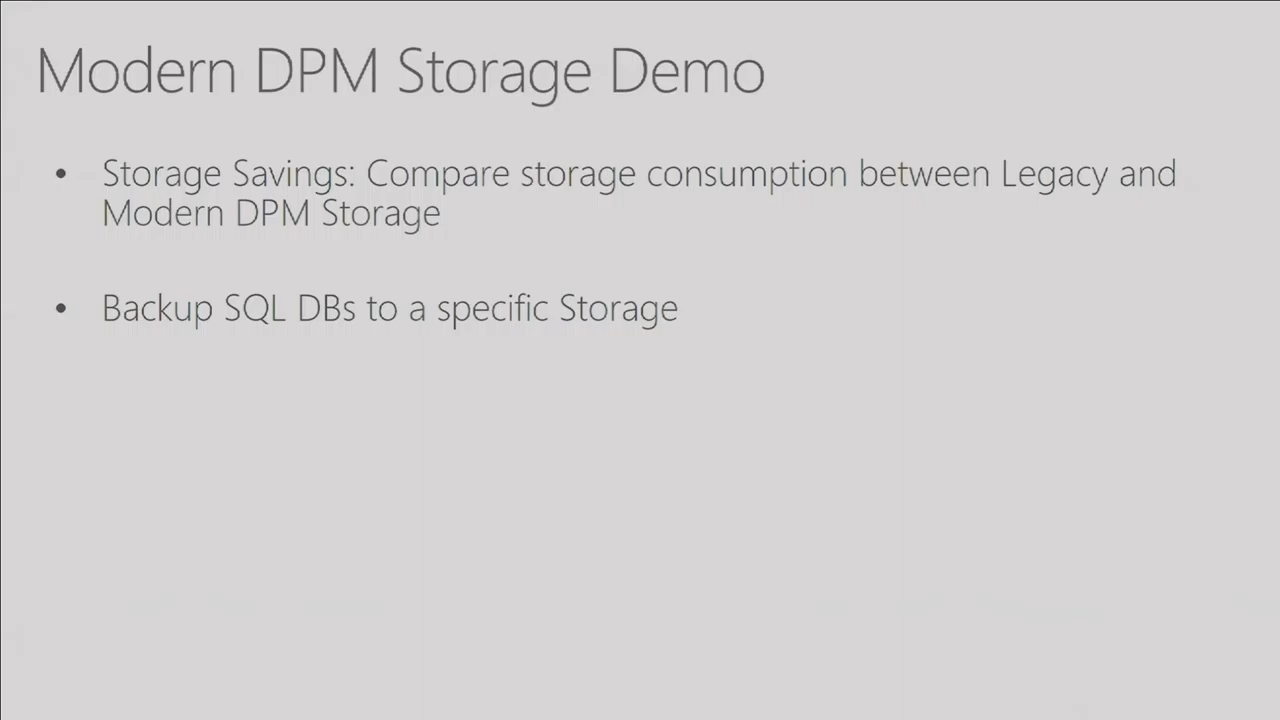 Modern DPM Storage Demo
• Storage Savings: Compare storage consumption between Legacy and
Modern DPM Storage
• Backup SQL DBs to a specific Storage